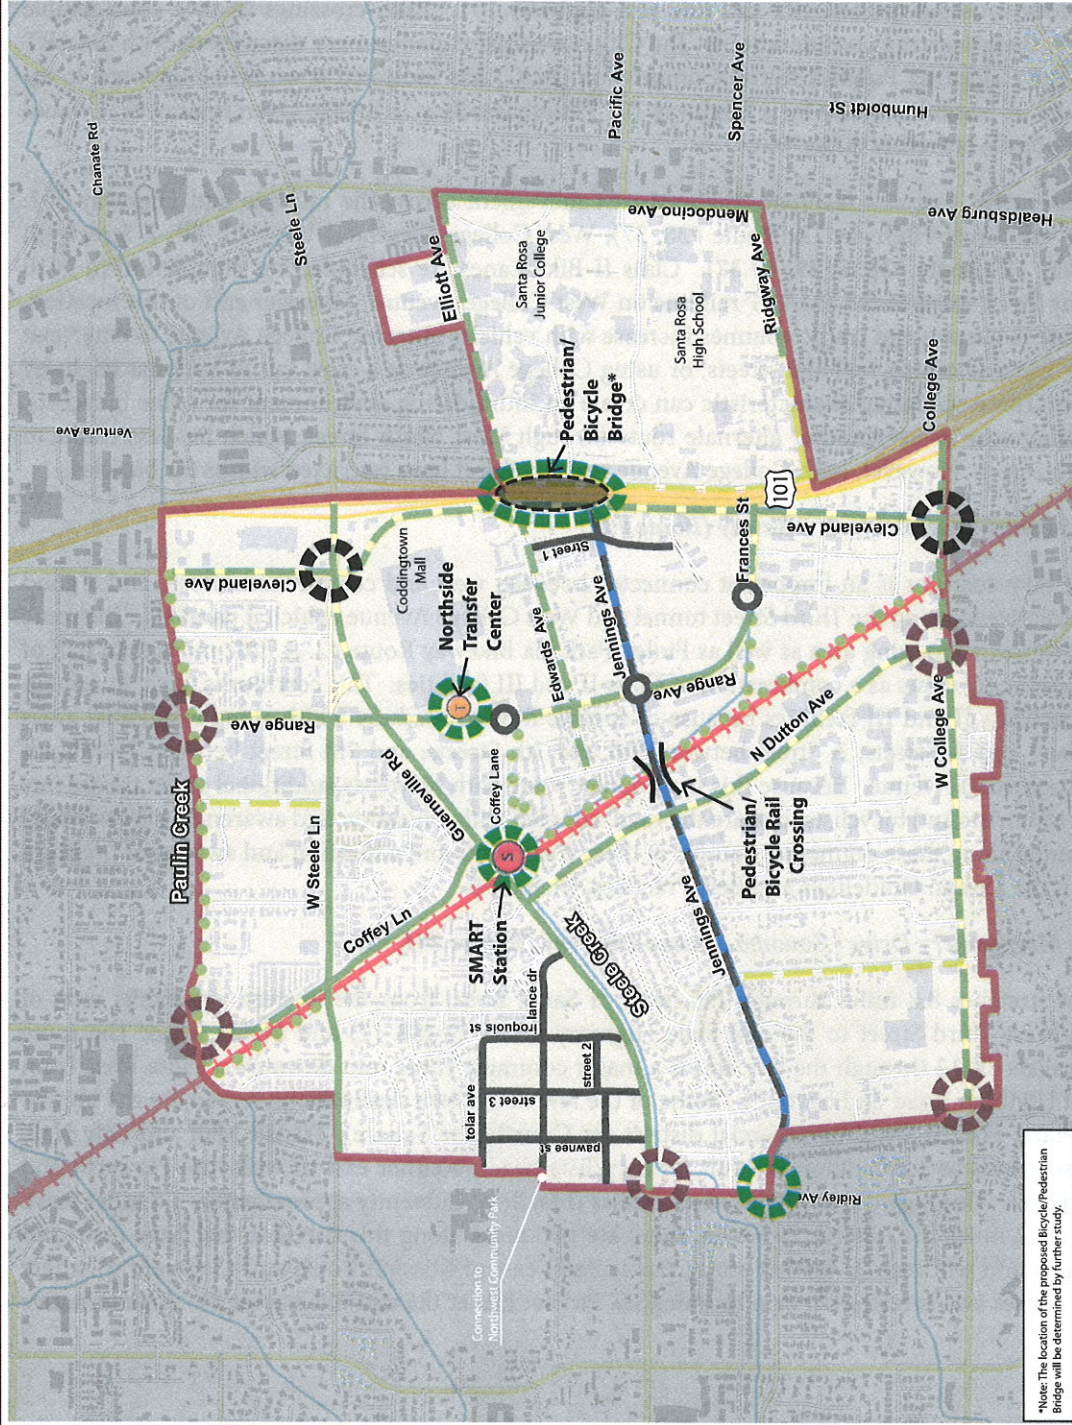 Chanate Rd
Steele Ln
Ventura Ave
Pacific Ave
Spencer Ave
Humboldt St
Healdsburg Ave
Mendocino Ave
Elliott Ave
Santa Rosa
Junior College
Santa Rosa
High School
Ridgway Ave
College Ave
Pedestrian/
Bicycle
Bridge*
101
Cleveland Ave
Cleveland Ave
Coddingtown
Mall
Northside
Transfer
Center
T
Street 1
Frances St
Edwards Ave
Jennings Ave
Range Ave
Range Ave
Paulin Creek
Guerneville Rd
Coffey Lane
N Dutton Ave
W College Ave
W Steele Ln
Coffey Ln
S
SMART
Station
Pedestrian/
Bicycle Rail
Crossing
Steele Creek
Jennings Ave
lance dr
iroquois st
street 2
street 3
tolar ave
pawnee st
Ridley Ave
Connection to
Northwest Community Park
*Note: The location of the proposed Bicycle/Pedestrian
Bridge will be determined by further study.